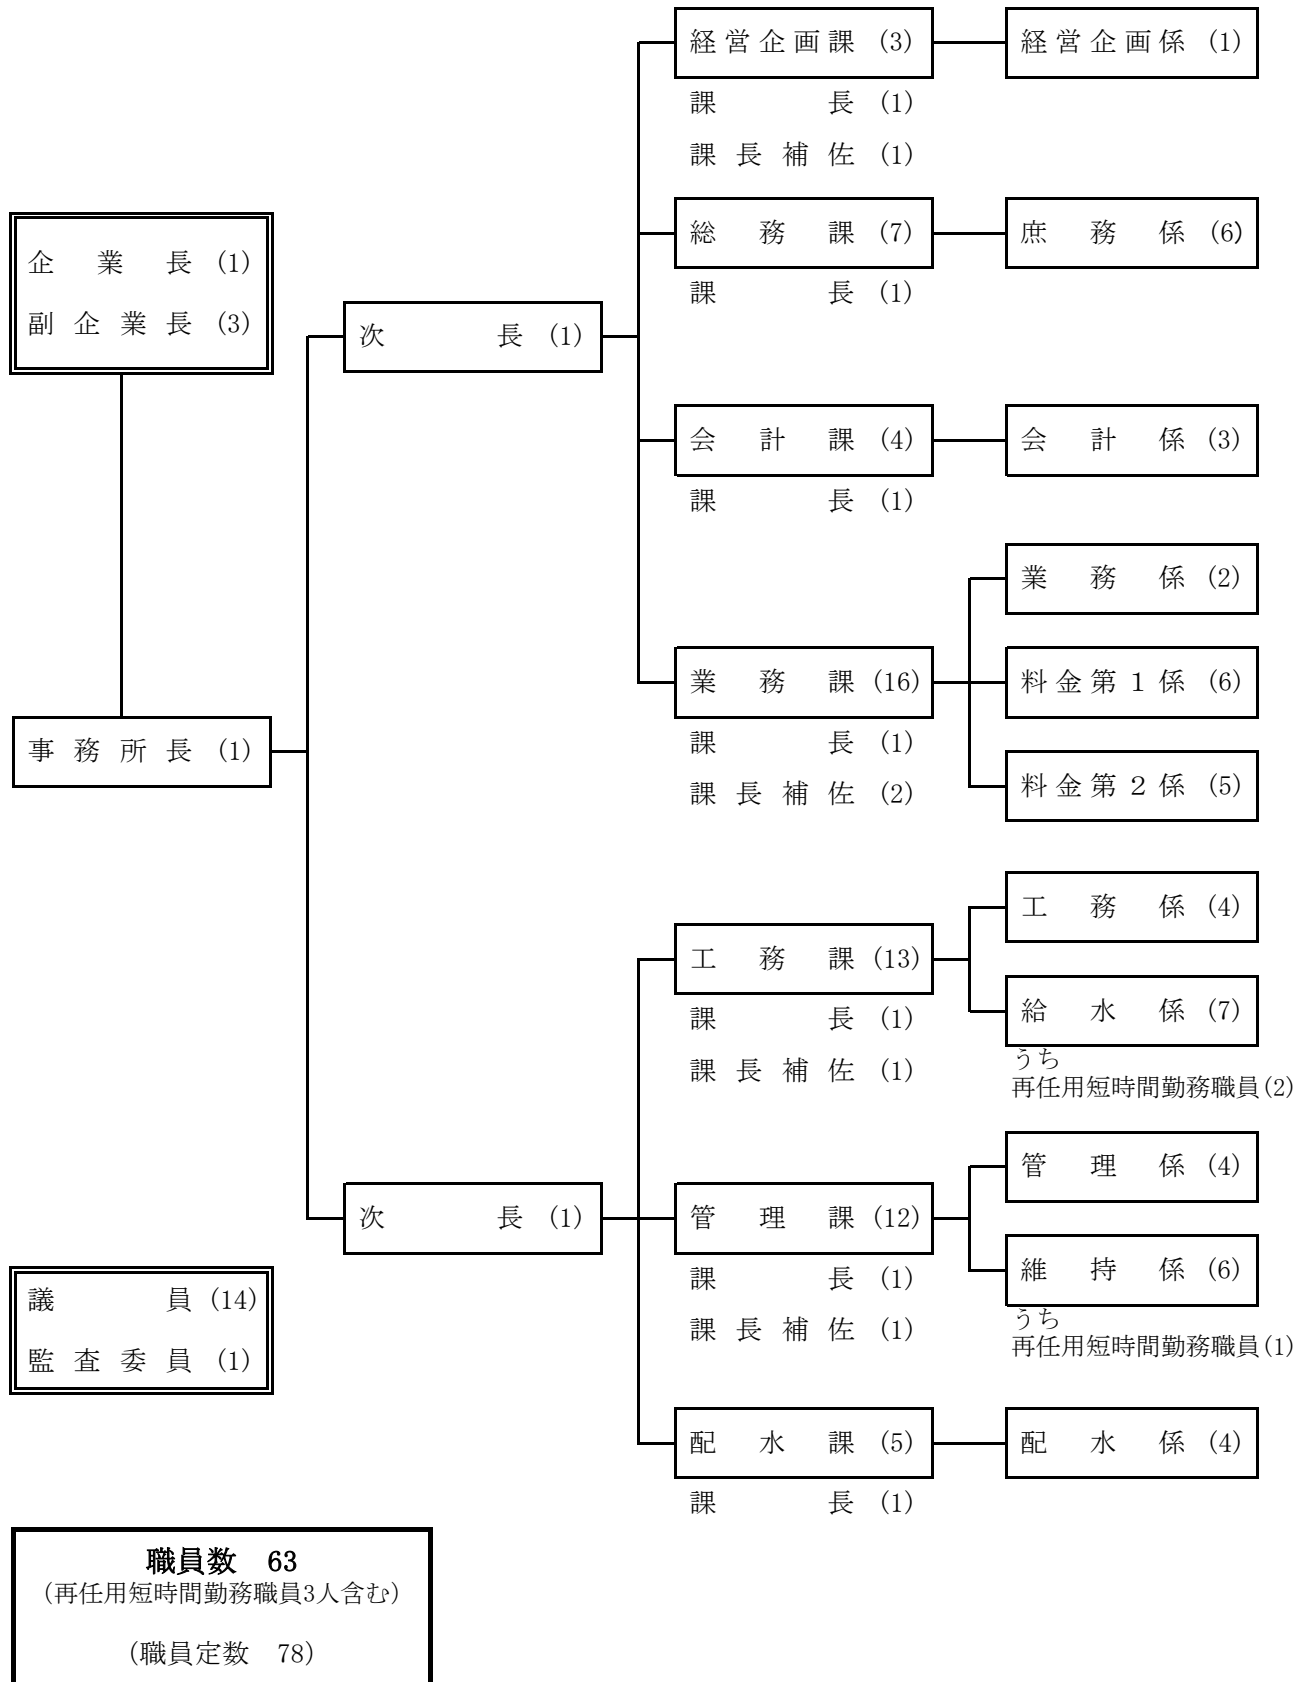 企業長 (1)
副企業長 (3)
事務所長 (1)
次長 (1)
経営企画課 (3)
課長 (1)
課長補佐 (1)
経営企画係 (1)
総務課 (7)
課長 (1)
庶務係 (6)
会計課 (4)
課長 (1)
会計係 (3)
業務課 (16)
課長 (1)
課長補佐 (2)
業務係 (2)
料金第１係 (6)
料金第２係 (5)
次長 (1)
工務課 (13)
課長 (1)
課長補佐 (1)
工務係 (4)
給水係 (7)
うち
再任用短時間勤務職員(2)
管理課 (12)
課長 (1)
課長補佐 (1)
管理係 (4)
維持係 (6)
うち
再任用短時間勤務職員(1)
配水課 (5)
課長 (1)
配水係 (4)
議員 (14)
監査委員 (1)
職員数　63
（再任用短時間勤務職員3人含む）
（職員定数　78）